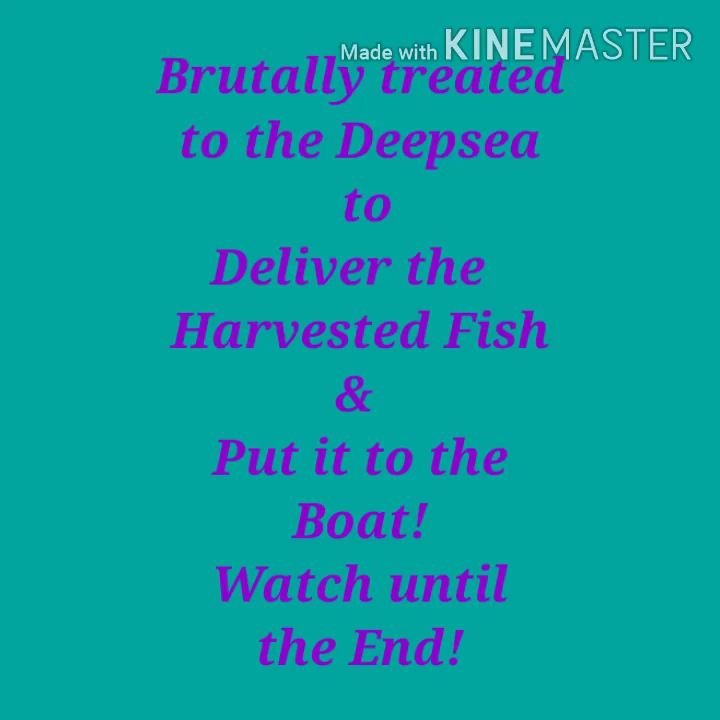 Made with KINEMASTER
Brutally treated
to the Deepsea
to
Deliver the
Harvested Fish
&
Put it to the
Boat!
Watch until
the End!